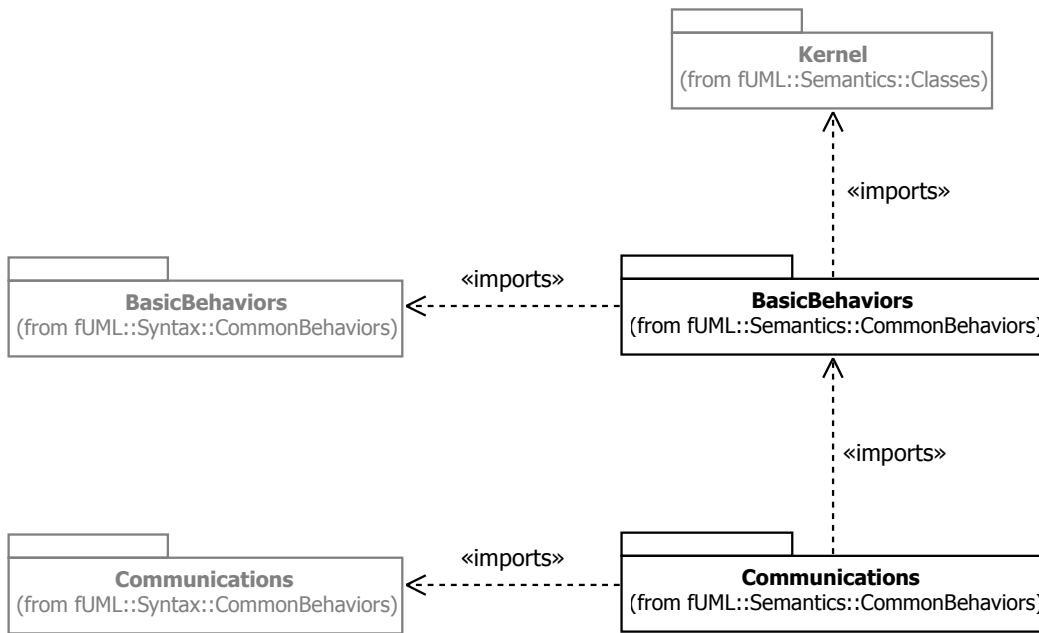 Kernel
(from fUML::Semantics::Classes)
«imports»
«imports»
BasicBehaviors
(from fUML::Syntax::CommonBehaviors)
BasicBehaviors
(from fUML::Semantics::CommonBehaviors)
«imports»
«imports»
Communications
(from fUML::Syntax::CommonBehaviors)
Communications
(from fUML::Semantics::CommonBehaviors)